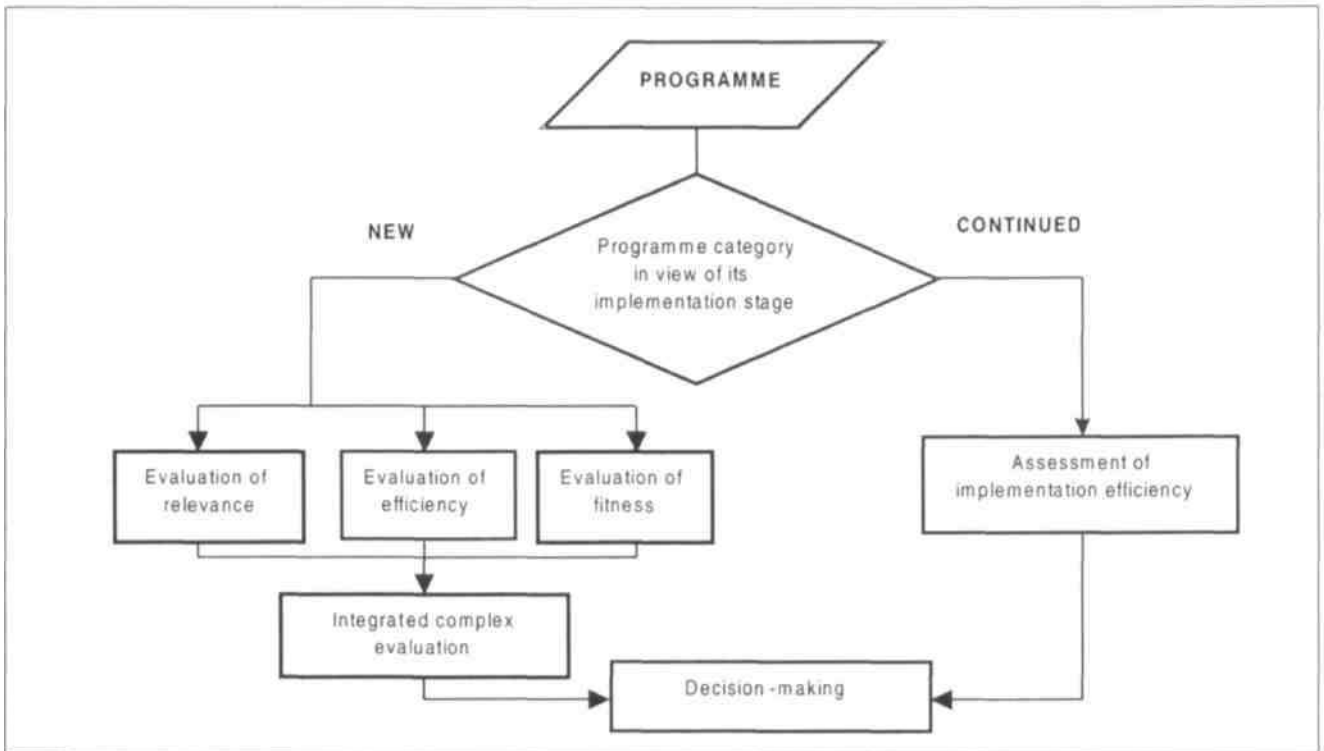 PROGRAMME
NEW
CONTINUED
Programme category
in view of its
implementation stage
Evaluation of
relevance
Evaluation of
efficiency
Evaluation of
fitness
Assessment of
implementation efficiency
Integrated complex
evaluation
Decision-making